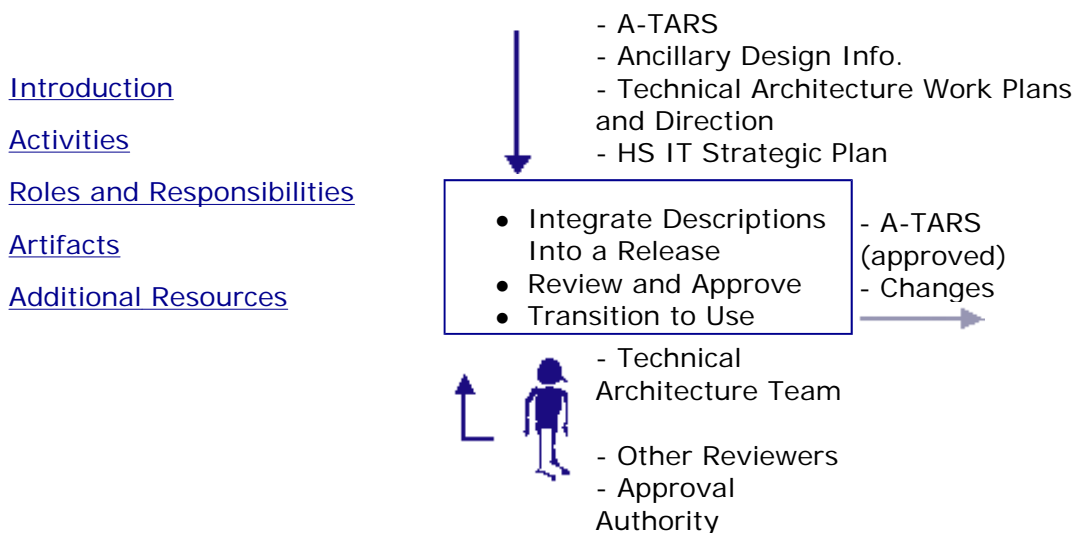 Introduction
Activities
Roles and Responsibilities
Artifacts
Additional Resources
- A-TARS
- Ancillary Design Info.
- Technical Architecture Work Plans
and Direction
- HS IT Strategic Plan
● Integrate Descriptions
Into a Release
● Review and Approve
● Transition to Use
- A-TARS
(approved)
- Changes
- Technical
Architecture Team
- Other Reviewers
- Approval
Authority